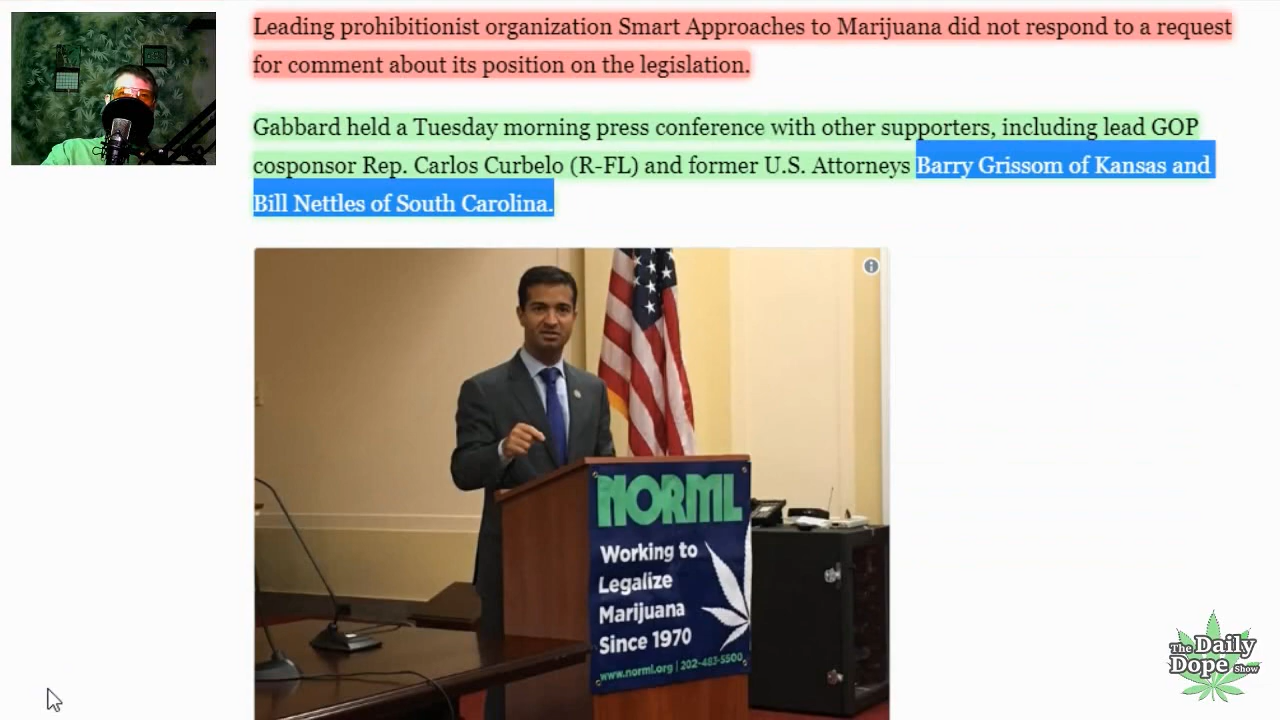 Leading prohibitionist organization Smart Approaches to Marijuana did not respond to a request
for comment about its position on the legislation.
Gabbard held a Tuesday morning press conference with other supporters, including lead GOP
cosponsor Rep. Carlos Curbelo (R-FL) and former U.S. Attorneys Barry Grissom of Kansas and
Bill Nettles of South Carolina.
NORML
Working to
Legalize
Marijuana
Since 1970
www.norml.org | 202-483-5500
The Daily
Dope Show